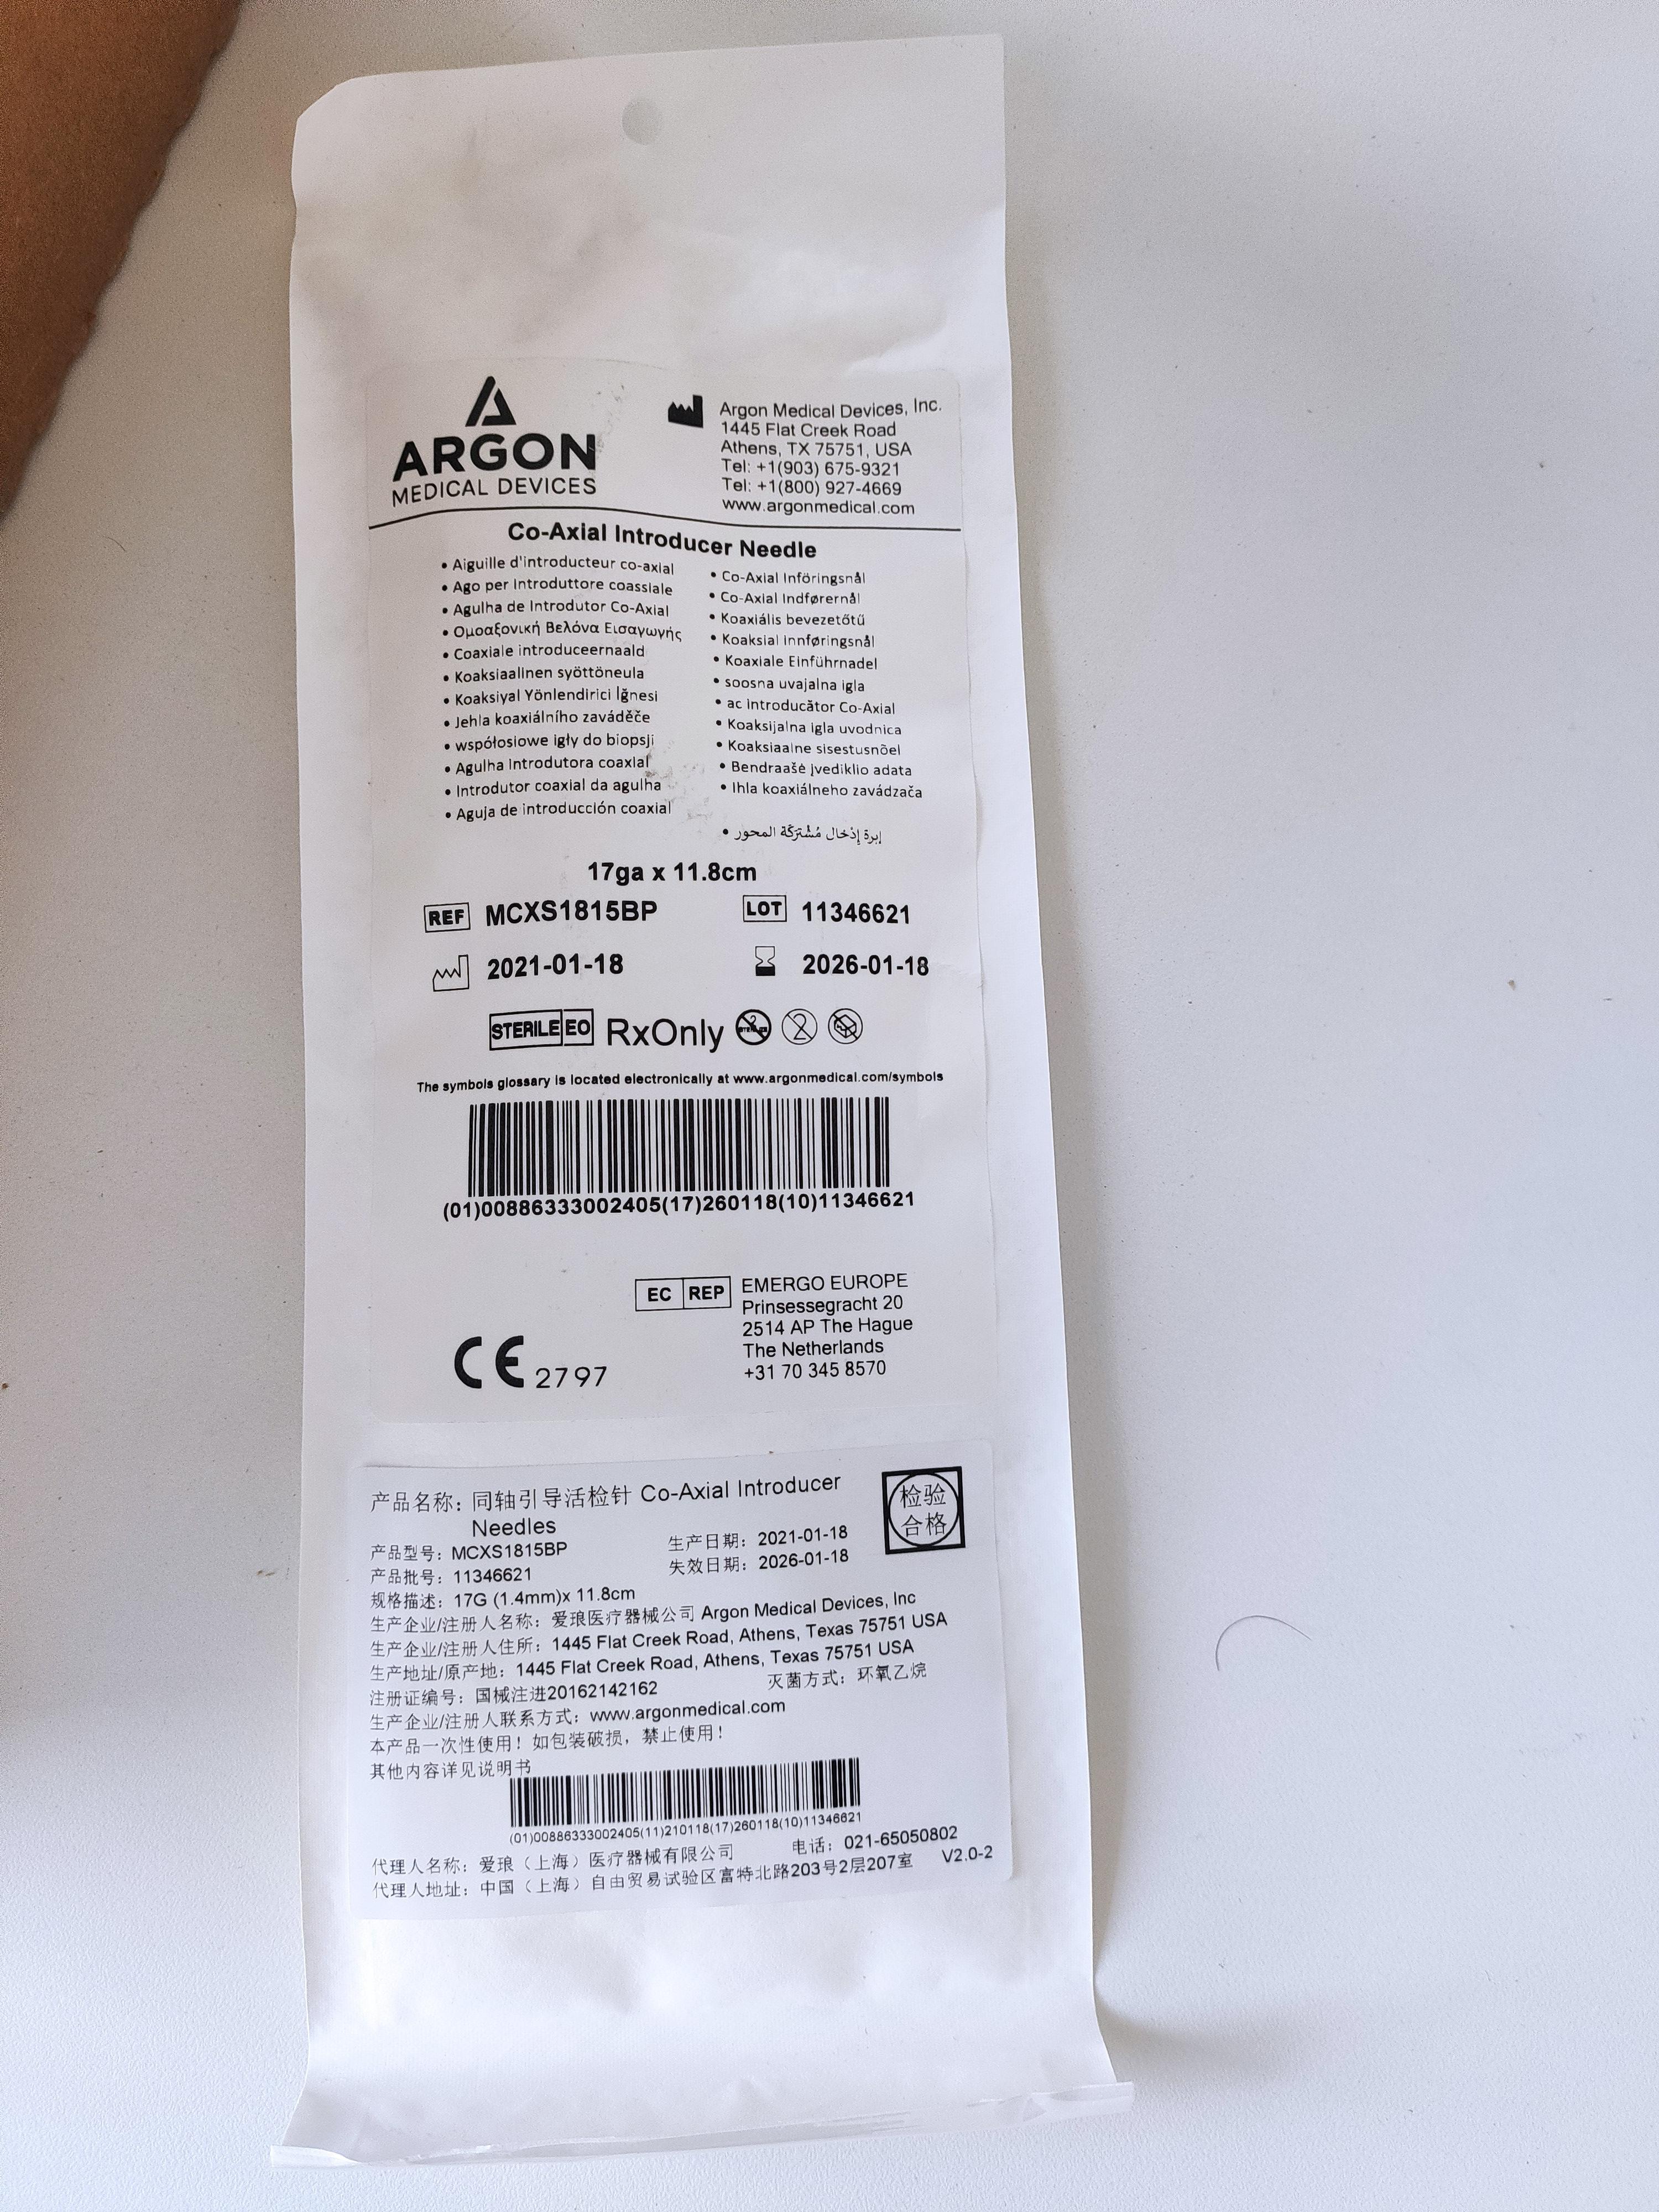 ARGON
MEDICAL DEVICES
Argon Medical Devices, Inc.
1445 Flat Creek Road
Athens, TX 75751, USA
Tel: +1(903) 675-9321
Tel: +1(800) 927-4669
www.argonmedical.com
Co-Axial Introducer Needle
• Aiguille d'introducteur co-axial
• Ago per Introduttore coassiale
• Agulha de Introdutor Co-Axial
• Ομοαξονική Βελόνα Εισαγωγής
• Coaxiale introduceernaald
• Koaksiaalinen syöttöneula
• Koaksiyal Yönlendirici İğnesi
• Jehla koaxiálního zaváděče
• współosiowe igły do biopsji
• Agulha Introdutora coaxial
• Introdutor coaxial da agulha
• Aguja de introducción coaxial
• Co-Axial Införingsnål
• Co-Axial Indførernål
• Koaxiális bevezetőtű
• Koaksial innføringsnål
• Koaxiale Einführnadel
• soosna uvajalna igla
• ac Introducător Co-Axial
• Koaksijalna igla uvodnica
• Koaksiaalne sisestusnõel
• Bendraašė įvediklio adata
• Ihla koaxiálneho zavádzača
• إبرة إدْخال مُشْتَرَكَة المحور
17ga x 11.8cm
REF MCXS1815BP LOT 11346621
2021-01-18 2026-01-18
STERILE EO RxOnly
The symbols glossary is located electronically at www.argonmedical.com/symbols
(01)00886333002405(17)260118(10)11346621
EC REP EMERGO EUROPE
Prinsessegracht 20
2514 AP The Hague
The Netherlands
+31 70 345 8570
CE 2797
产品名称：同轴引导活检针 Co-Axial Introducer
Needles
检验
合格
产品型号：MCXS1815BP 生产日期：2021-01-18
产品批号：11346621 失效日期：2026-01-18
规格描述：17G (1.4mm)x 11.8cm
生产企业/注册人名称：爱琅医疗器械公司 Argon Medical Devices, Inc
生产企业/注册人住所：1445 Flat Creek Road, Athens, Texas 75751 USA
生产地址/原产地：1445 Flat Creek Road, Athens, Texas 75751 USA
注册证编号：国械注进20162142162 灭菌方式：环氧乙烷
生产企业/注册人联系方式：www.argonmedical.com
本产品一次性使用！如包装破损，禁止使用！
其他内容详见说明书
(01)00886333002405(11)210118(17)260118(10)11346621
代理人名称：爱琅（上海）医疗器械有限公司 电话：021-65050802
代理人地址：中国（上海）自由贸易试验区富特北路203号2层207室 V2.0-2